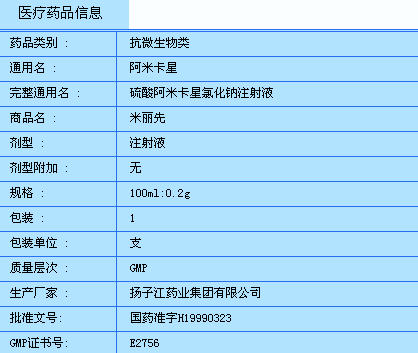 医疗药品信息
药品类别 : 抗微生物类
通用名 : 阿米卡星
完整通用名 : 硫酸阿米卡星氯化钠注射液
商品名 : 米丽先
剂型 : 注射液
剂型附加 : 无
规格 : 100ml:0.2g
包装 : 1
包装单位 : 支
质量层次 : GMP
生产厂家 : 扬子江药业集团有限公司
批准文号: 国药准字H19990323
GMP证书号: E2756